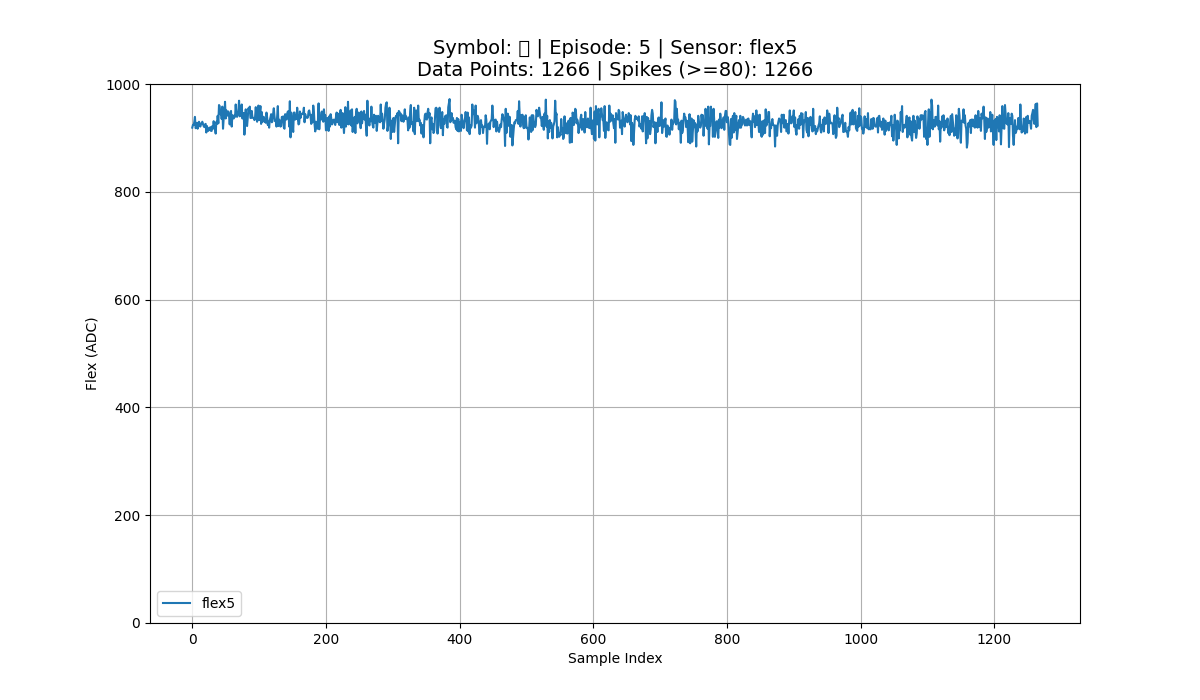 Symbol: | Episode: 5 | Sensor: flex5
Data Points: 1266 | Spikes (>=80): 1266
1000
800
600
400
200
0
Flex (ADC)
flex5
0 200 400 600 800 1000 1200
Sample Index